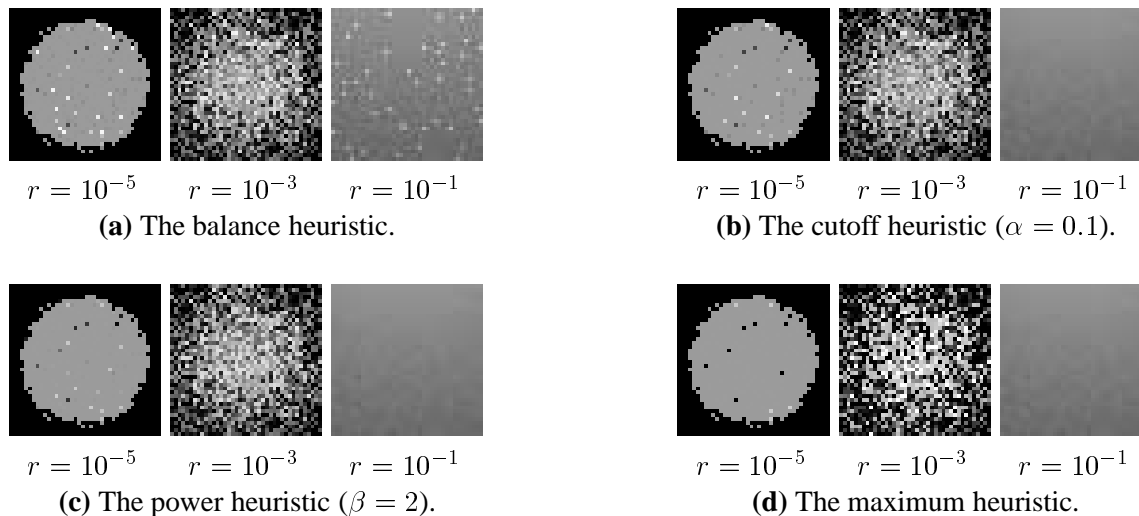 r = 10⁻⁵ r = 10⁻³ r = 10⁻¹
(a) The balance heuristic.
r = 10⁻⁵ r = 10⁻³ r = 10⁻¹
(b) The cutoff heuristic (α = 0.1).
r = 10⁻⁵ r = 10⁻³ r = 10⁻¹
(c) The power heuristic (β = 2).
r = 10⁻⁵ r = 10⁻³ r = 10⁻¹
(d) The maximum heuristic.